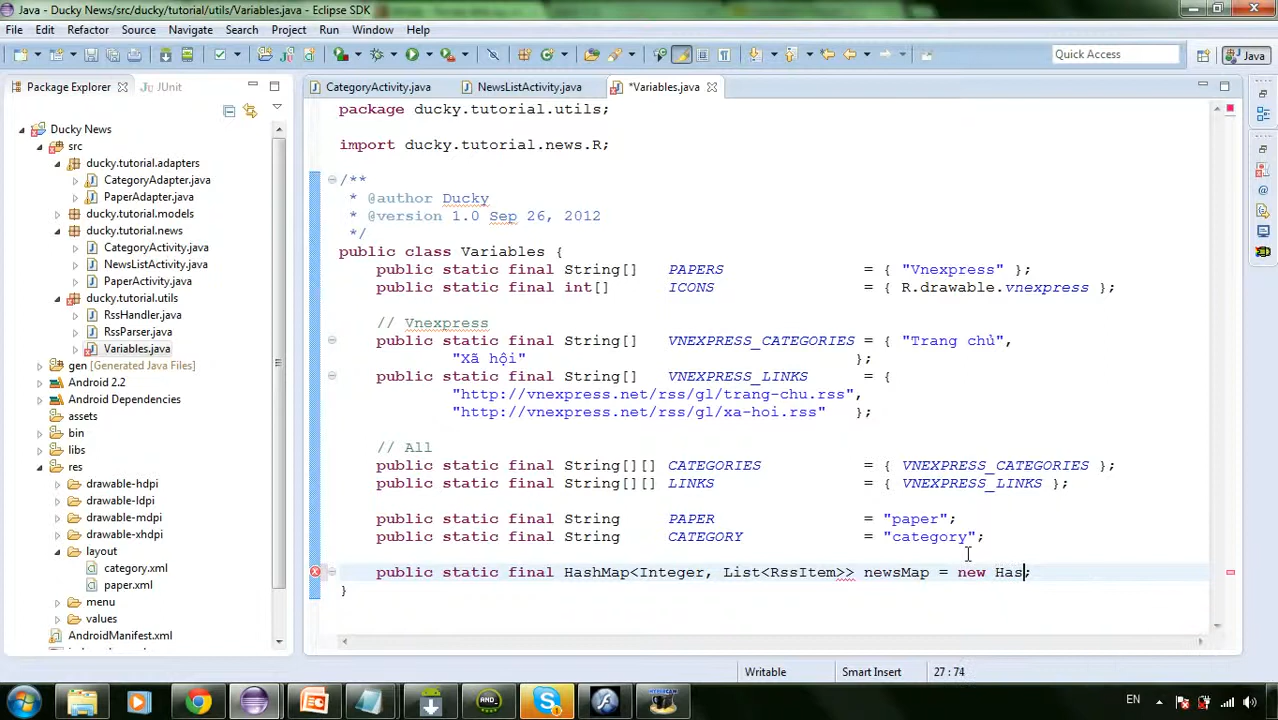 Java - Ducky News/src/ducky/tutorial/utils/Variables.java - Eclipse SDK
File Edit Refactor Source Navigate Search Project Run Window Help
Quick Access Java
Package Explorer JUnit
CategoryActivity.java NewsListActivity.java *Variables.java
Ducky News
src
ducky.tutorial.adapters
CategoryAdapter.java
PaperAdapter.java
ducky.tutorial.models
ducky.tutorial.news
CategoryActivity.java
NewsListActivity.java
PaperActivity.java
ducky.tutorial.utils
RssHandler.java
RssParser.java
Variables.java
gen [Generated Java Files]
Android 2.2
Android Dependencies
assets
bin
libs
res
drawable-hdpi
drawable-ldpi
drawable-mdpi
drawable-xhdpi
layout
category.xml
paper.xml
menu
values
AndroidManifest.xml
package ducky.tutorial.utils;
import ducky.tutorial.news.R;
/**
* @author Ducky
* @version 1.0 Sep 26, 2012
*/
public class Variables {
public static final String[] PAPERS = { "Vnexpress" };
public static final int[] ICONS = { R.drawable.vnexpress };
// Vnexpress
public static final String[] VNEXPRESS_CATEGORIES = { "Trang chủ",
"Xã hội" };
public static final String[] VNEXPRESS_LINKS = {
"http://vnexpress.net/rss/gl/trang-chu.rss",
"http://vnexpress.net/rss/gl/xa-hoi.rss" };
// All
public static final String[][] CATEGORIES = { VNEXPRESS_CATEGORIES };
public static final String[][] LINKS = { VNEXPRESS_LINKS };
public static final String PAPER = "paper";
public static final String CATEGORY = "category";
public static final HashMap<Integer, List<RssItem>> newsMap = new Has;
}
Writable Smart Insert 27 : 74
EN